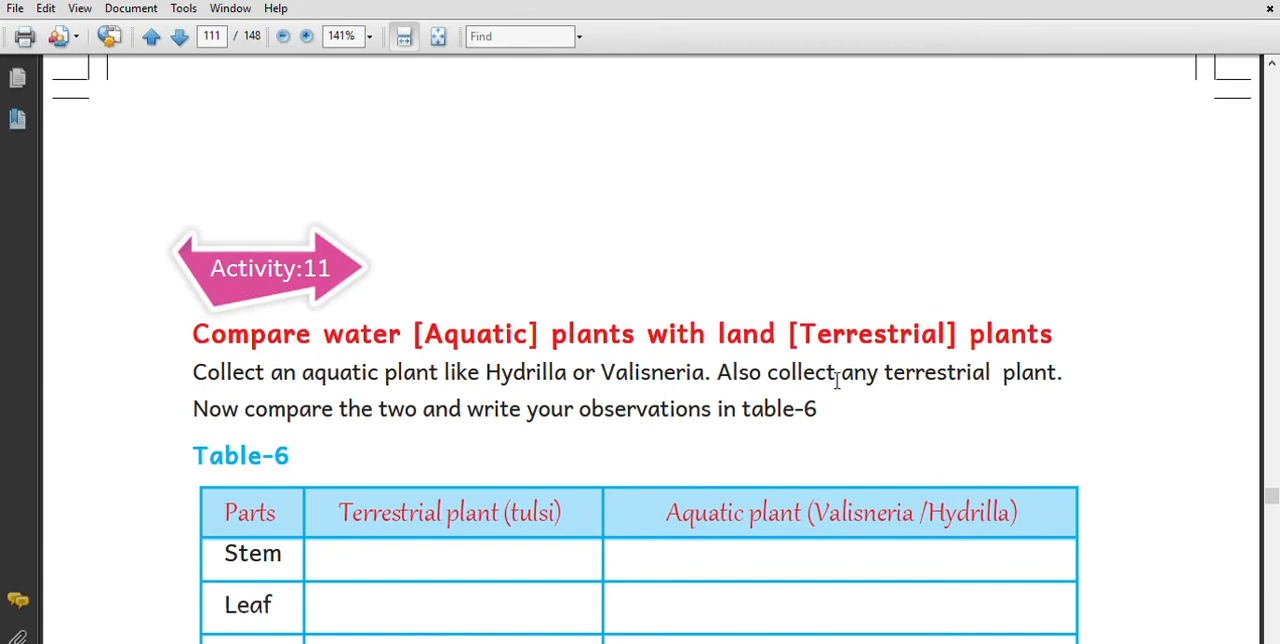 File Edit View Document Tools Window Help
111 / 148 141% Find
Activity:11
Compare water [Aquatic] plants with land [Terrestrial] plants
Collect an aquatic plant like Hydrilla or Valisneria. Also collect any terrestrial plant.
Now compare the two and write your observations in table-6
Table-6
Parts Terrestrial plant (tulsi) Aquatic plant (Valisneria /Hydrilla)
Stem
Leaf